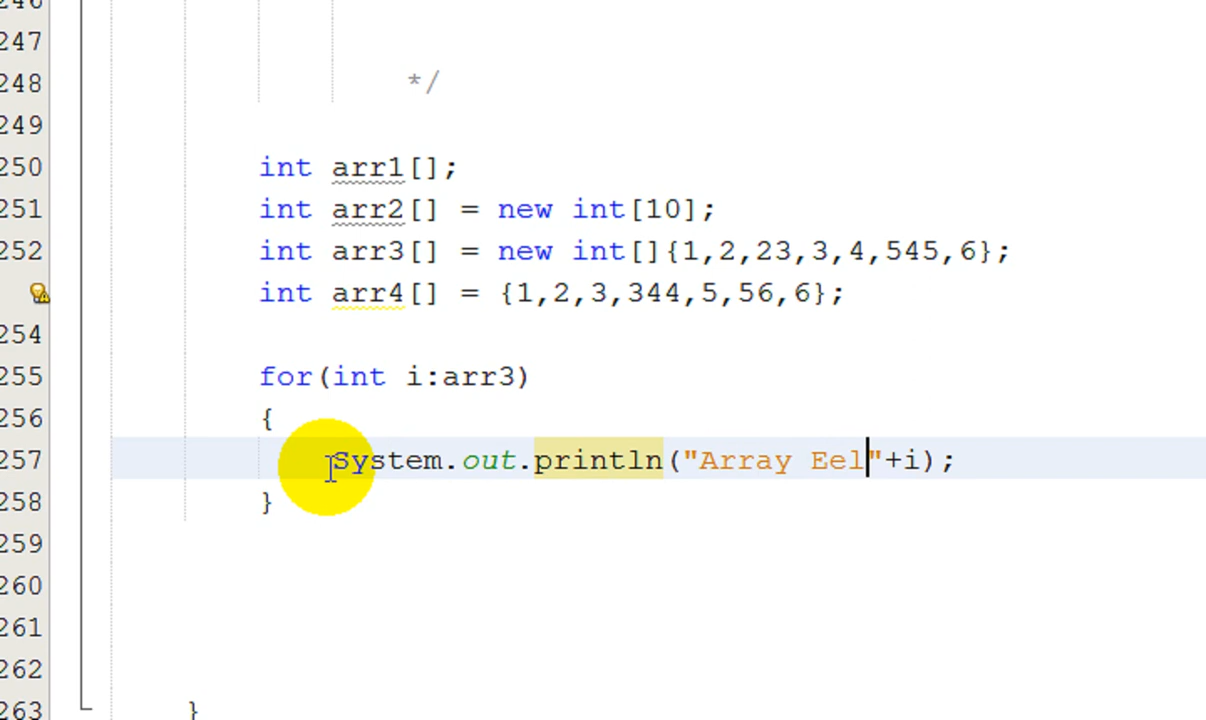 246
247
248 */
249
250 int arr1[];
251 int arr2[] = new int[10];
252 int arr3[] = new int[]{1,2,23,3,4,545,6};
int arr4[] = {1,2,3,344,5,56,6};
254
255 for(int i:arr3)
256 {
257 System.out.println("Array Eel"+i);
258 }
259
260
261
262
263 }